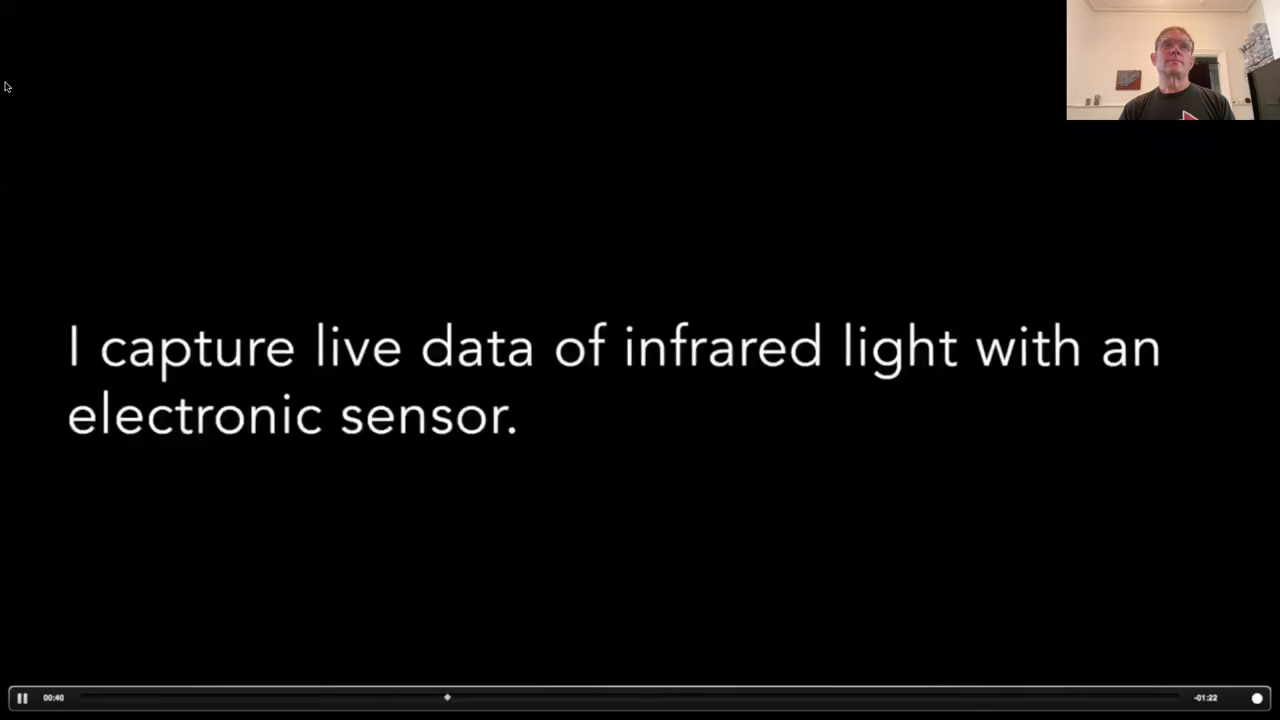 I capture live data of infrared light with an
electronic sensor.
00:40
-01:22